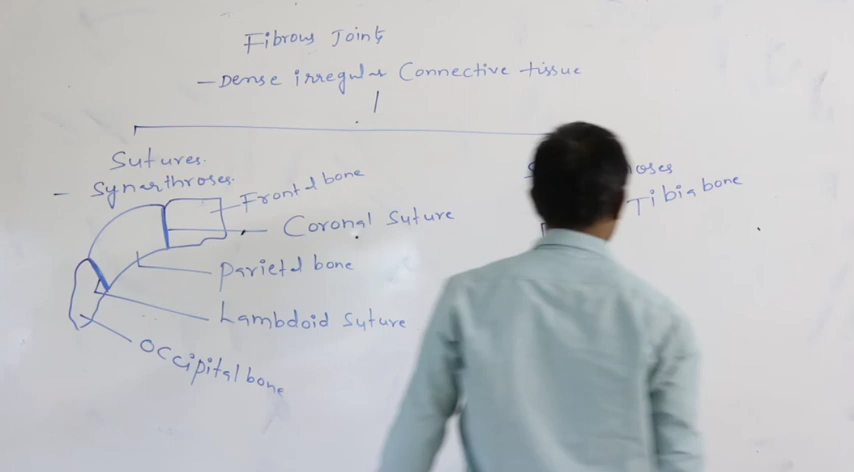 Fibrous Joints
- Dense irregular Connective tissue
Sutures.
- Synarthroses.
Frontal bone
Coronal Suture
parietal bone
Lambdoid Suture
Occipital bone
Tibia bone